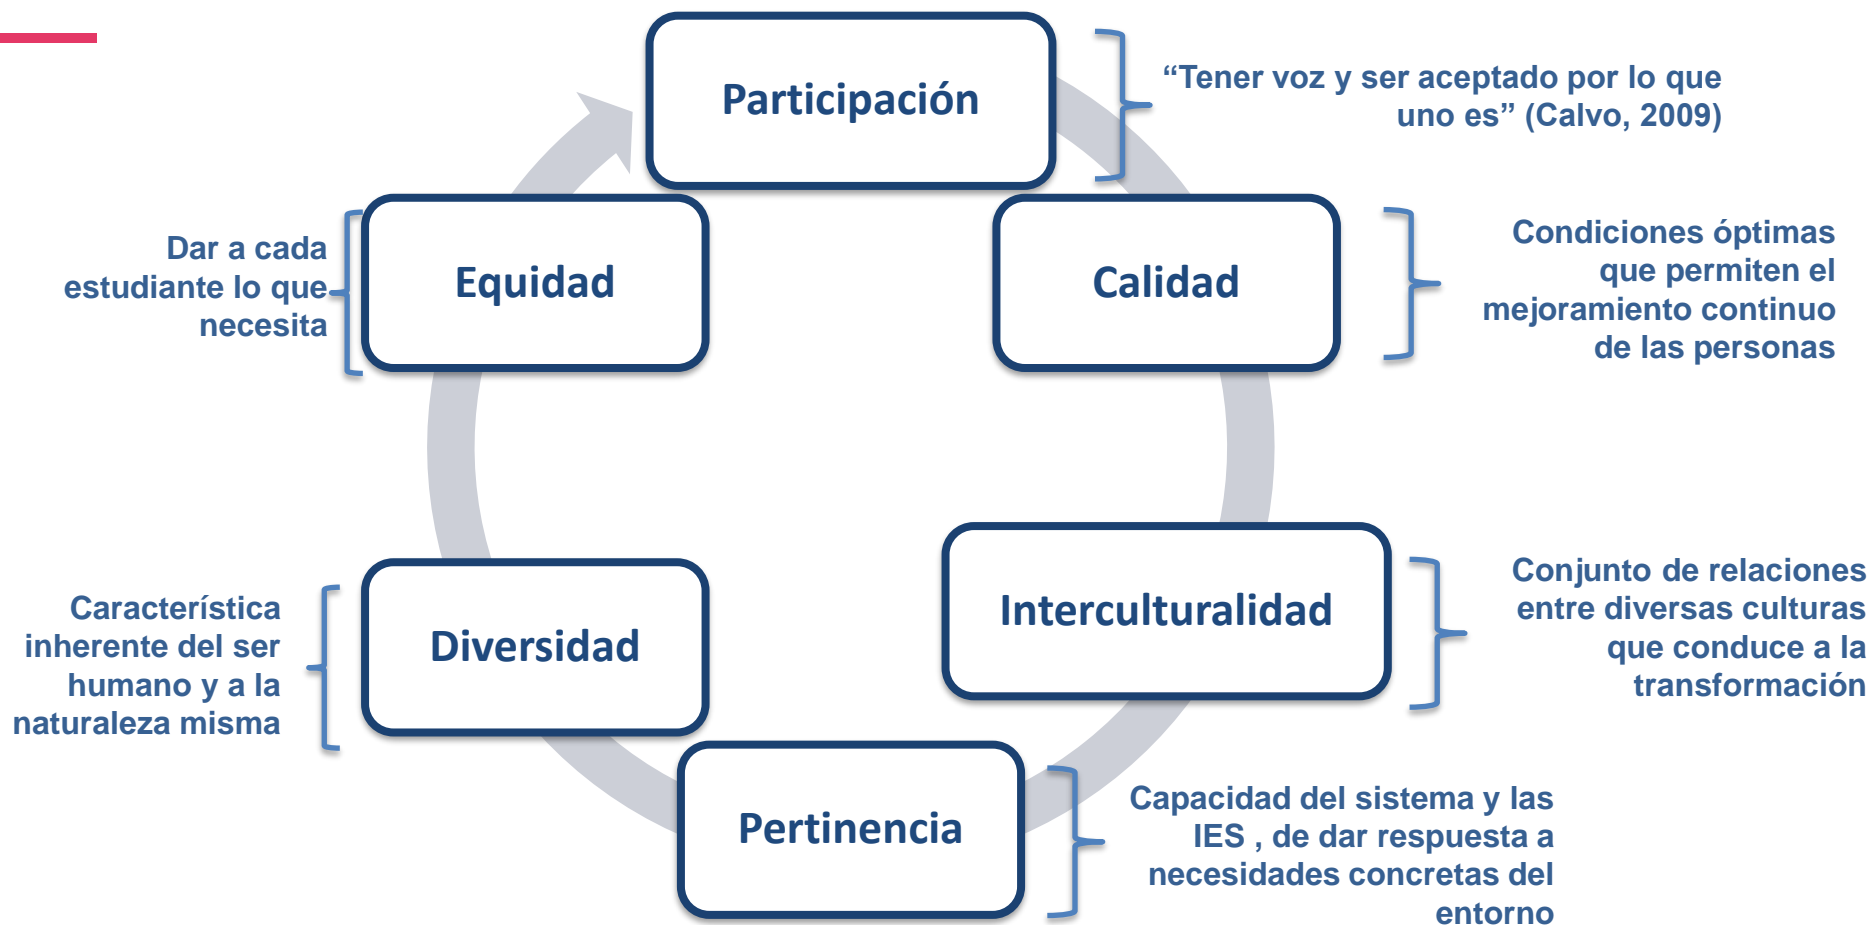 Participación
“Tener voz y ser aceptado por lo que
uno es” (Calvo, 2009)
Calidad
Condiciones óptimas
que permiten el
mejoramiento continuo
de las personas
Interculturalidad
Conjunto de relaciones
entre diversas culturas
que conduce a la
transformación
Pertinencia
Capacidad del sistema y las
IES , de dar respuesta a
necesidades concretas del
entorno
Diversidad
Característica
inherente del ser
humano y a la
naturaleza misma
Equidad
Dar a cada
estudiante lo que
necesita